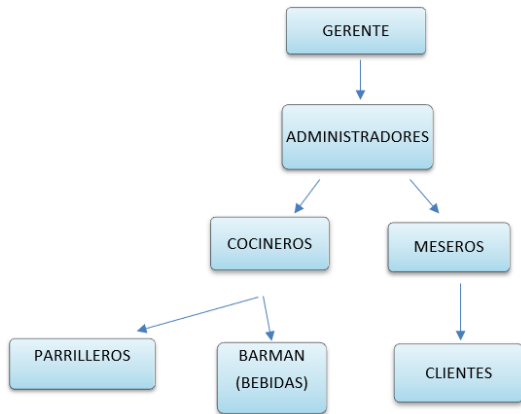 GERENTE
ADMINISTRADORES
COCINEROS
MESEROS
PARRILLEROS
BARMAN
(BEBIDAS)
CLIENTES